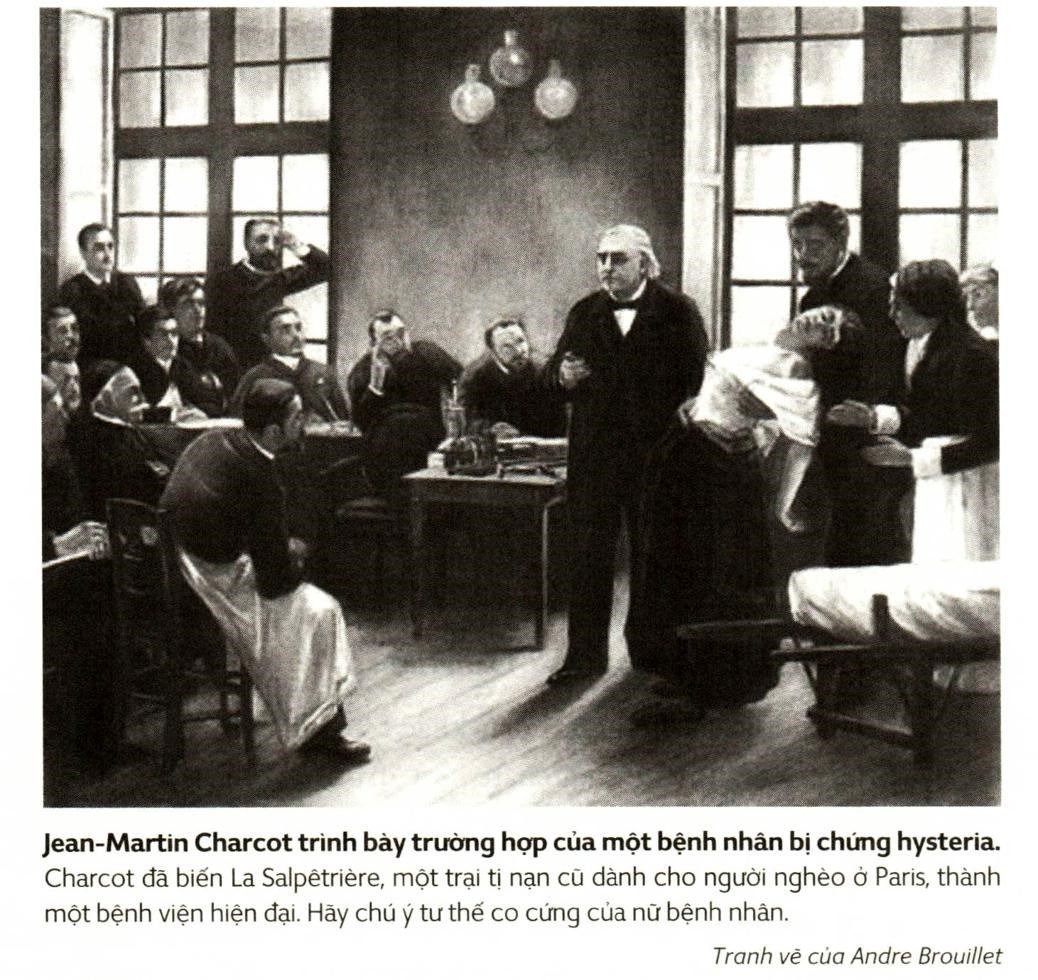 Jean-Martin Charcot trình bày trường hợp của một bệnh nhân bị chứng hysteria.
Charcot đã biến La Salpêtrière, một trại tị nạn cũ dành cho người nghèo ở Paris, thành
một bệnh viện hiện đại. Hãy chú ý tư thế co cứng của nữ bệnh nhân.
Tranh vẽ của Andre Brouillet